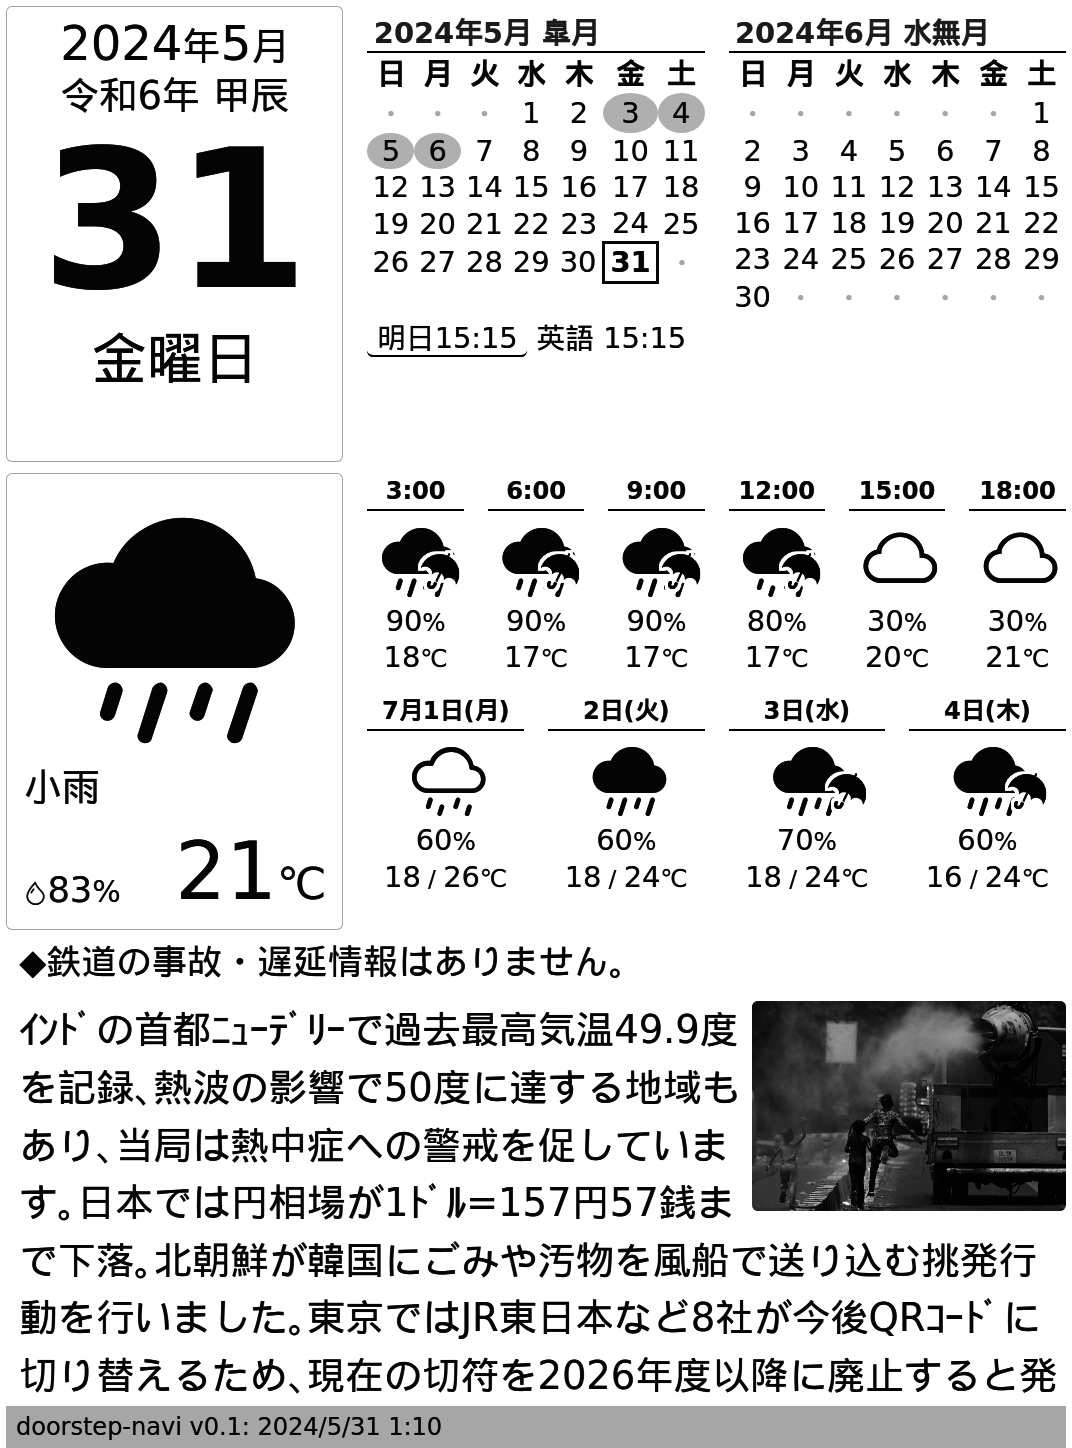 2024年5月
令和6年 甲辰
31
金曜日
2024年5月 皐月
日 月 火 水 木 金 土
・ ・ ・ 1 2 3 4
5 6 7 8 9 10 11
12 13 14 15 16 17 18
19 20 21 22 23 24 25
26 27 28 29 30 31 ・
2024年6月 水無月
日 月 火 水 木 金 土
・ ・ ・ ・ ・ ・ 1
2 3 4 5 6 7 8
9 10 11 12 13 14 15
16 17 18 19 20 21 22
23 24 25 26 27 28 29
30 ・ ・ ・ ・ ・ ・
明日15:15 英語 15:15
小雨
83% 21℃
3:00 6:00 9:00 12:00 15:00 18:00
90% 90% 90% 80% 30% 30%
18℃ 17℃ 17℃ 17℃ 20℃ 21℃
7月1日(月) 2日(火) 3日(水) 4日(木)
60% 60% 70% 60%
18 / 26℃ 18 / 24℃ 18 / 24℃ 16 / 24℃
◆鉄道の事故・遅延情報はありません。
ｲﾝﾄﾞの首都ﾆｭｰﾃﾞﾘｰで過去最高気温49.9度
を記録、熱波の影響で50度に達する地域も
あり、当局は熱中症への警戒を促していま
す。日本では円相場が1ﾄﾞﾙ=157円57銭ま
で下落。北朝鮮が韓国にごみや汚物を風船で送り込む挑発行
動を行いました。東京ではJR東日本など8社が今後QRｺｰﾄﾞに
切り替えるため、現在の切符を2026年度以降に廃止すると発
doorstep-navi v0.1: 2024/5/31 1:10